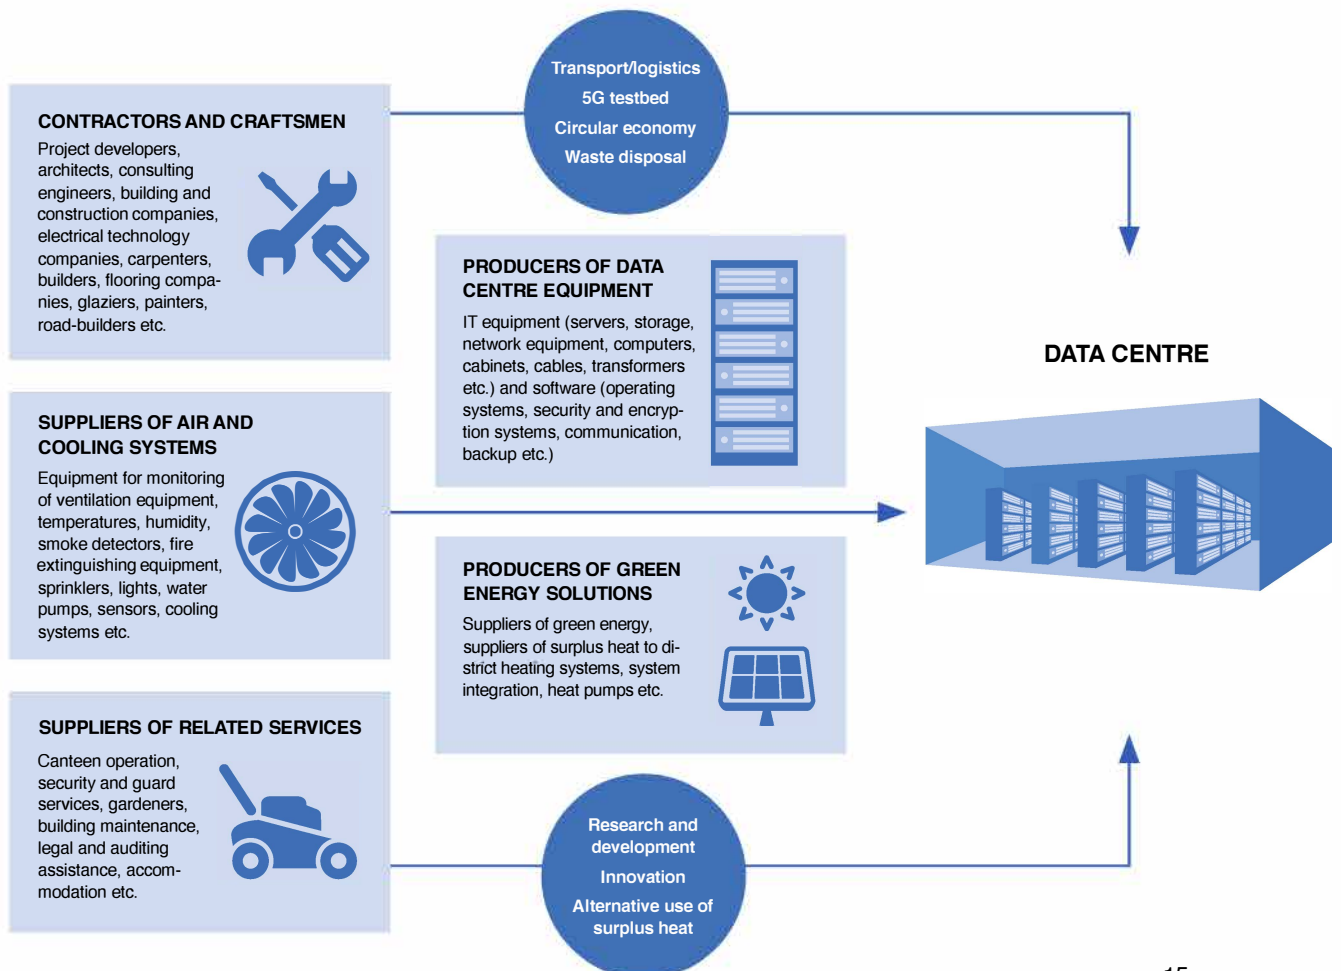 Transport/logistics
5G testbed
Circular economy
Waste disposal
CONTRACTORS AND CRAFTSMEN
Project developers,
architects, consulting
engineers, building and
construction companies,
electrical technology
companies, carpenters,
builders, flooring compa-
nies, glaziers, painters,
road-builders etc.
PRODUCERS OF DATA
CENTRE EQUIPMENT
IT equipment (servers, storage,
network equipment, computers,
cabinets, cables, transformers
etc.) and software (operating
systems, security and encryp-
tion systems, communication,
backup etc.)
DATA CENTRE
SUPPLIERS OF AIR AND
COOLING SYSTEMS
Equipment for monitoring
of ventilation equipment,
temperatures, humidity,
smoke detectors, fire
extinguishing equipment,
sprinklers, lights, water
pumps, sensors, cooling
systems etc.
PRODUCERS OF GREEN
ENERGY SOLUTIONS
Suppliers of green energy,
suppliers of surplus heat to di-
strict heating systems, system
integration, heat pumps etc.
SUPPLIERS OF RELATED SERVICES
Canteen operation,
security and guard
services, gardeners,
building maintenance,
legal and auditing
assistance, accom-
modation etc.
Research and
development
Innovation
Alternative use of
surplus heat